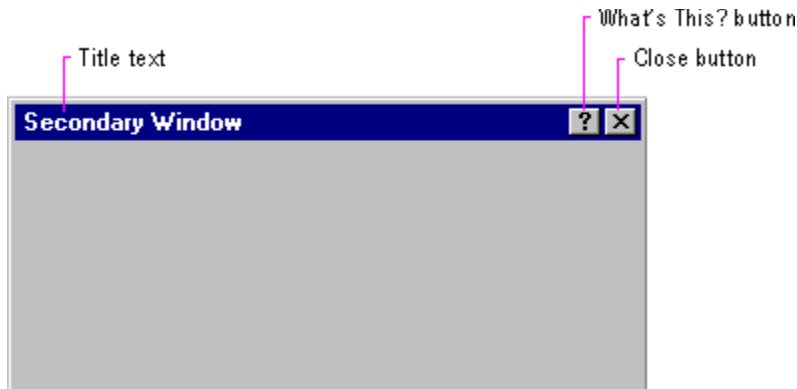 What's This? button
Title text
Close button
Secondary Window
?
X